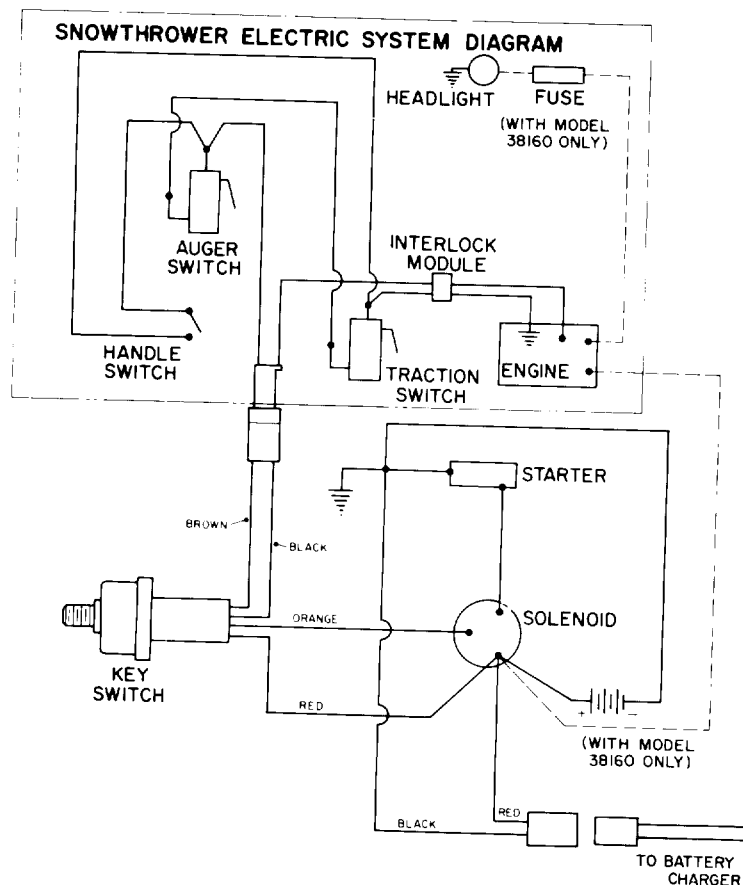 SNOWTHROWER ELECTRIC SYSTEM DIAGRAM
HEADLIGHT
FUSE
(WITH MODEL
38160 ONLY)
AUGER
SWITCH
INTERLOCK
MODULE
HANDLE
SWITCH
TRACTION
SWITCH
ENGINE
STARTER
BROWN
BLACK
ORANGE
SOLENOID
KEY
SWITCH
RED
+
−
(WITH MODEL
38160 ONLY)
RED
BLACK
TO BATTERY
CHARGER